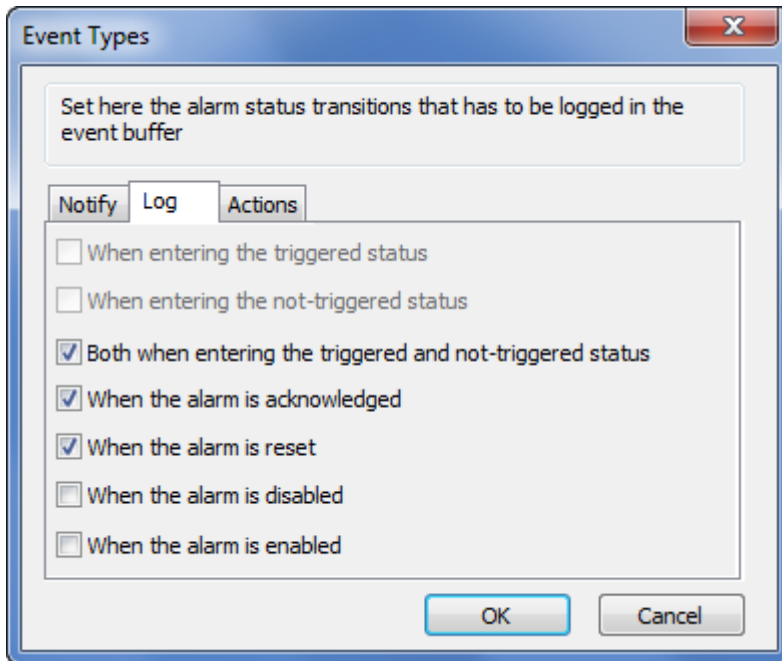 Event Types
Set here the alarm status transitions that has to be logged in the
event buffer
Notify Log Actions
When entering the triggered status
When entering the not-triggered status
Both when entering the triggered and not-triggered status
When the alarm is acknowledged
When the alarm is reset
When the alarm is disabled
When the alarm is enabled
OK Cancel